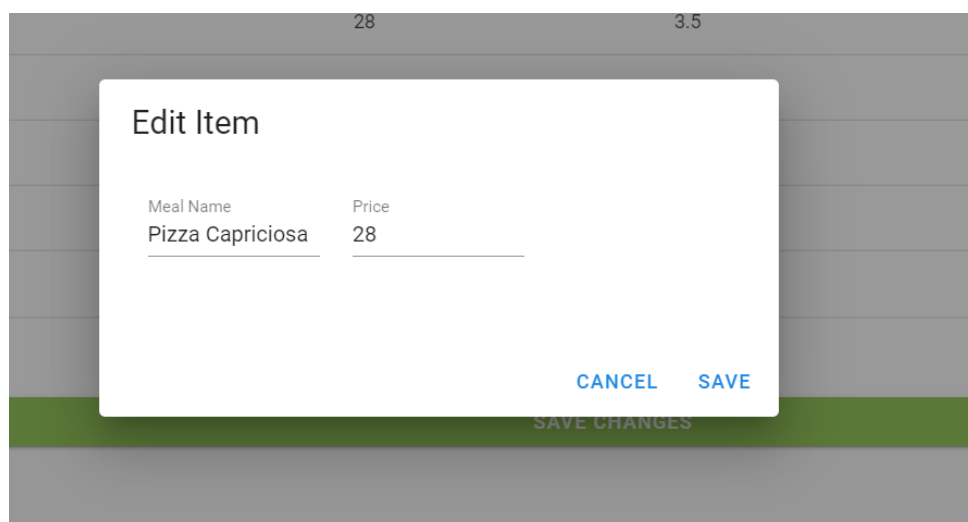 28 3.5
Edit Item
Meal Name Price
Pizza Capriciosa 28
CANCEL SAVE
SAVE CHANGES